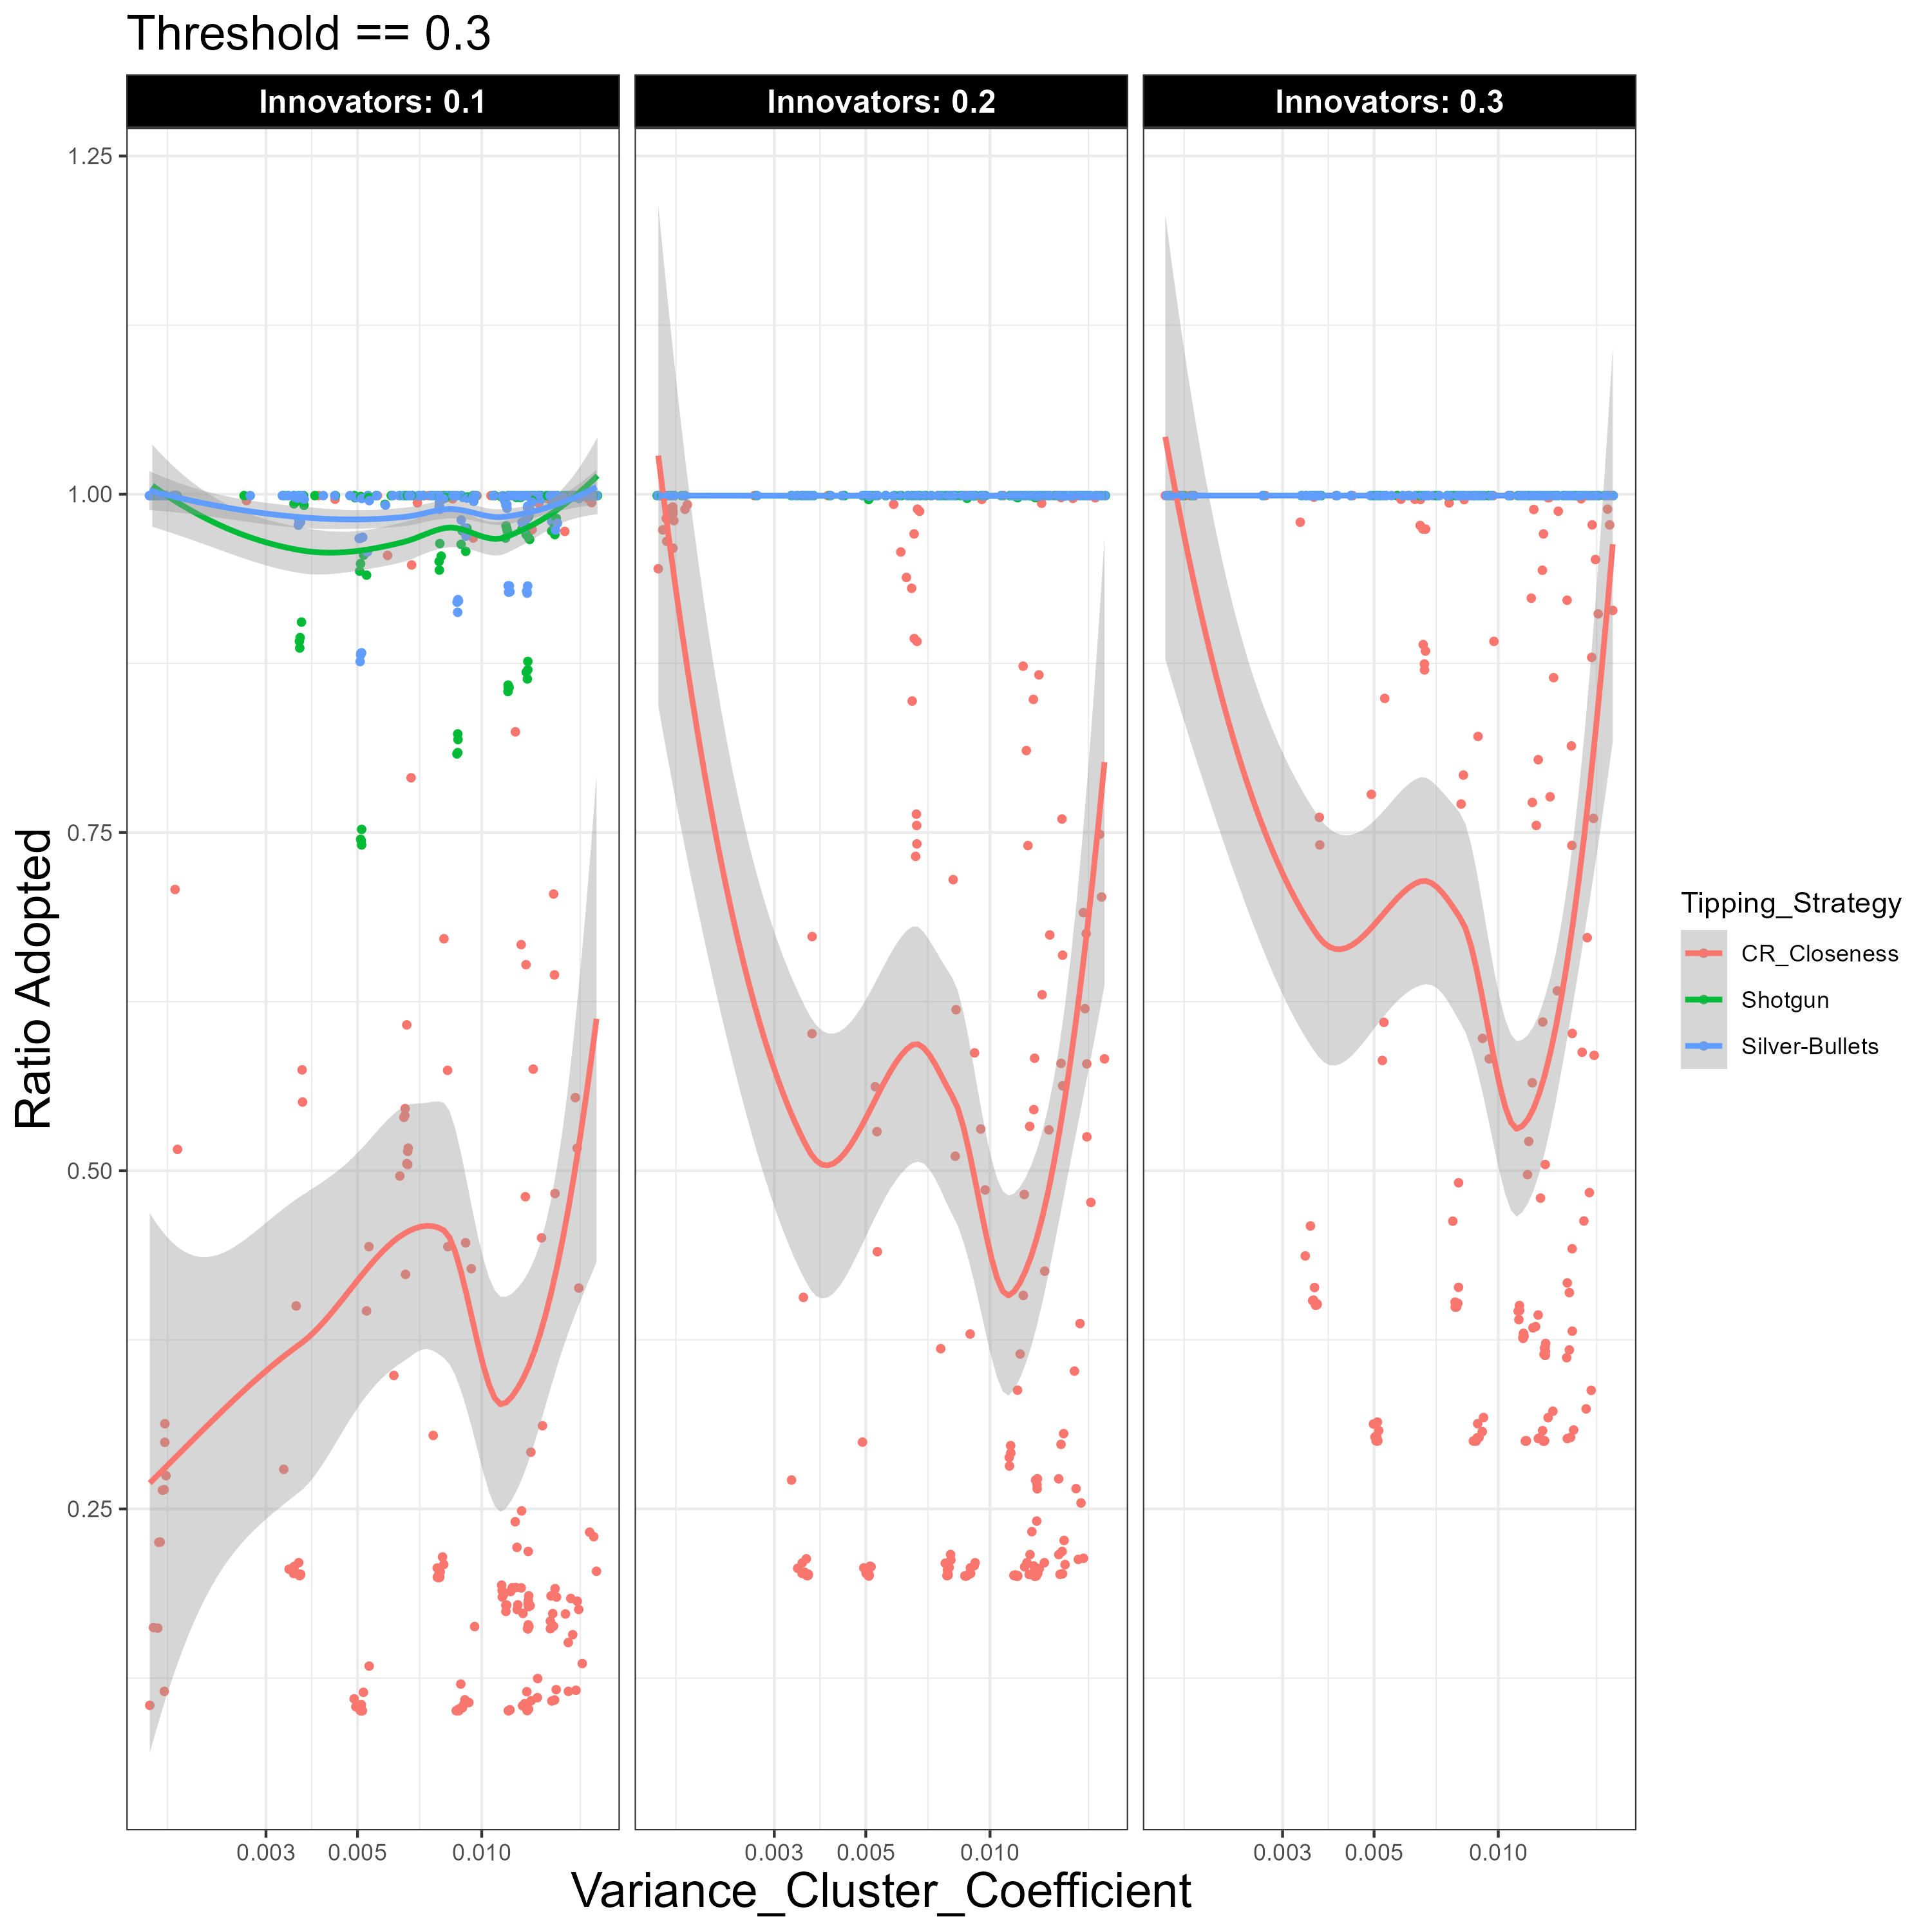 Threshold == 0.3
Innovators: 0.1
Innovators: 0.2
Innovators: 0.3
1.25
1.00
0.75
0.50
0.25
Ratio Adopted
0.003 0.005 0.010
0.003 0.005 0.010
0.003 0.005 0.010
Variance_Cluster_Coefficient
Tipping_Strategy
CR_Closeness
Shotgun
Silver-Bullets